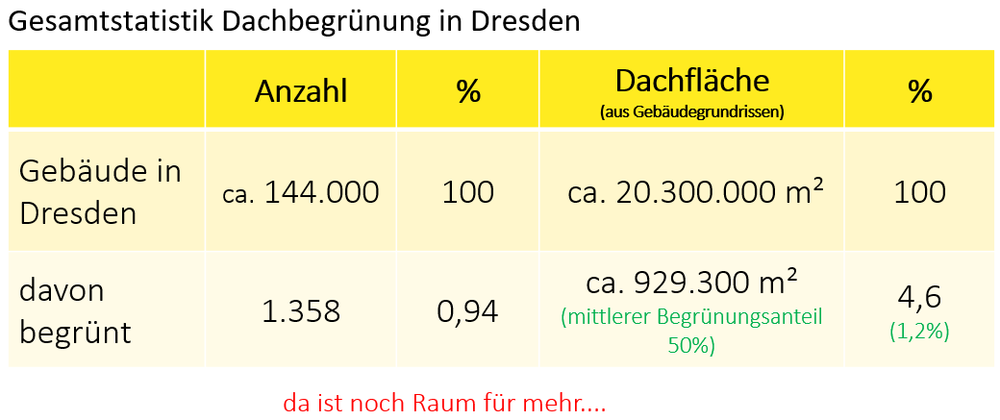 Gesamtstatistik Dachbegrünung in Dresden
Anzahl
%
Dachfläche
(aus Gebäudegrundrissen)
%
Gebäude in
Dresden
ca. 144.000
100
ca. 20.300.000 m²
100
davon
begrünt
1.358
0,94
ca. 929.300 m²
(mittlerer Begrünungsanteil
50%)
4,6
(1,2%)
da ist noch Raum für mehr....